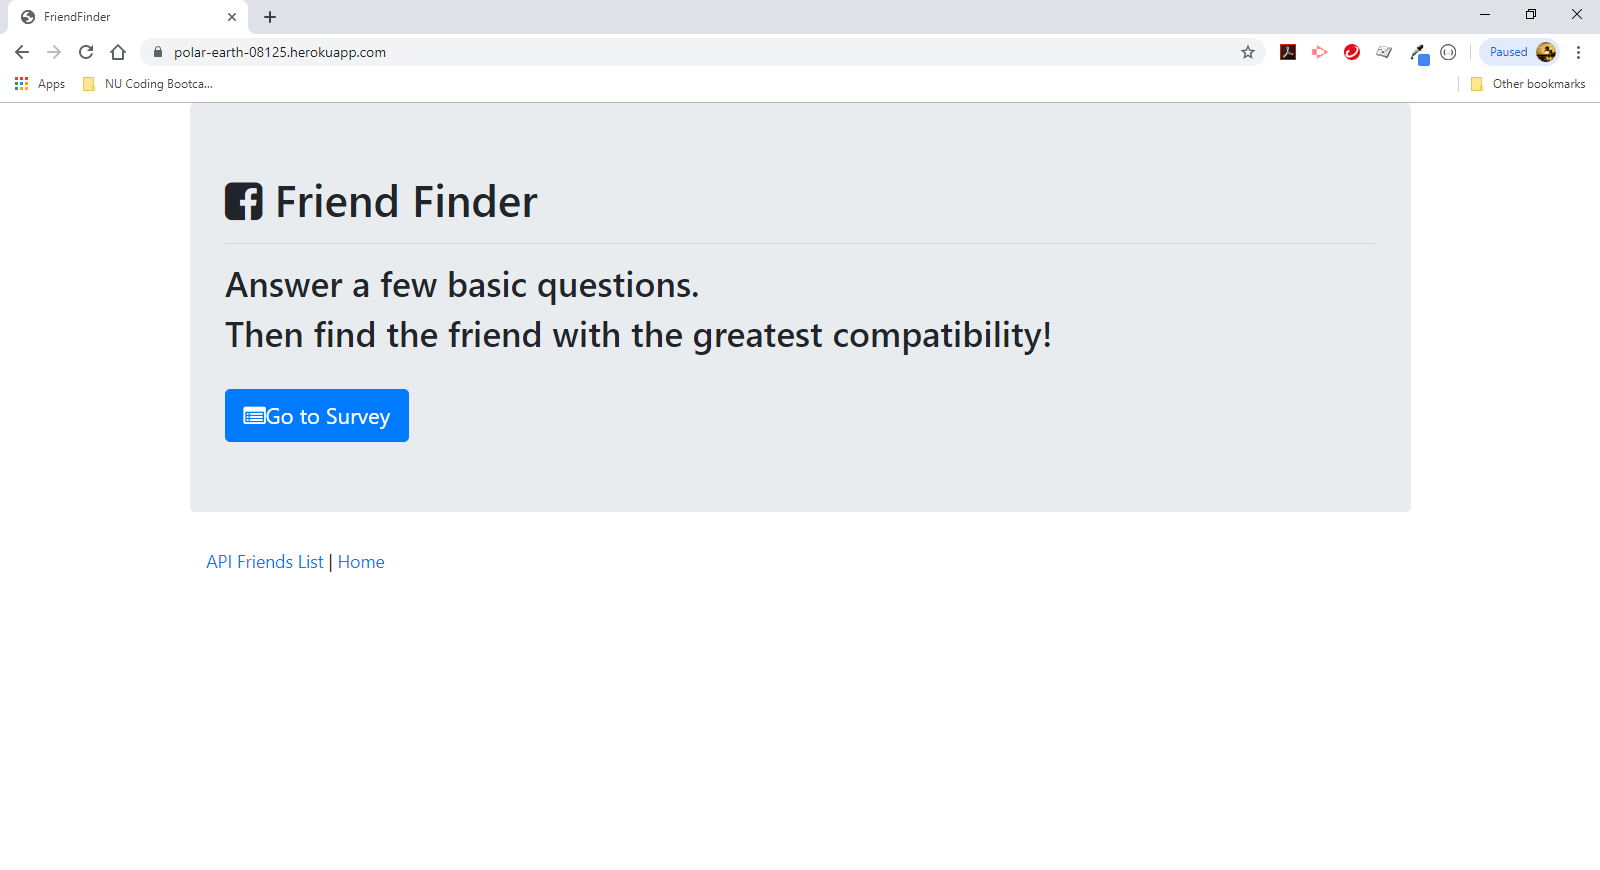 FriendFinder
polar-earth-08125.herokuapp.com
Paused
Apps
NU Coding Bootca...
Other bookmarks
Friend Finder
Answer a few basic questions.
Then find the friend with the greatest compatibility!
Go to Survey
API Friends List | Home